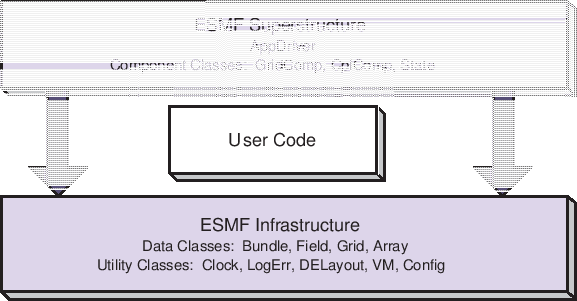 ESMF Superstructure
AppDriver
Component Classes: GridComp, CplComp, State
User Code
ESMF Infrastructure
Data Classes: Bundle, Field, Grid, Array
Utility Classes: Clock, LogErr, DELayout, VM, Config